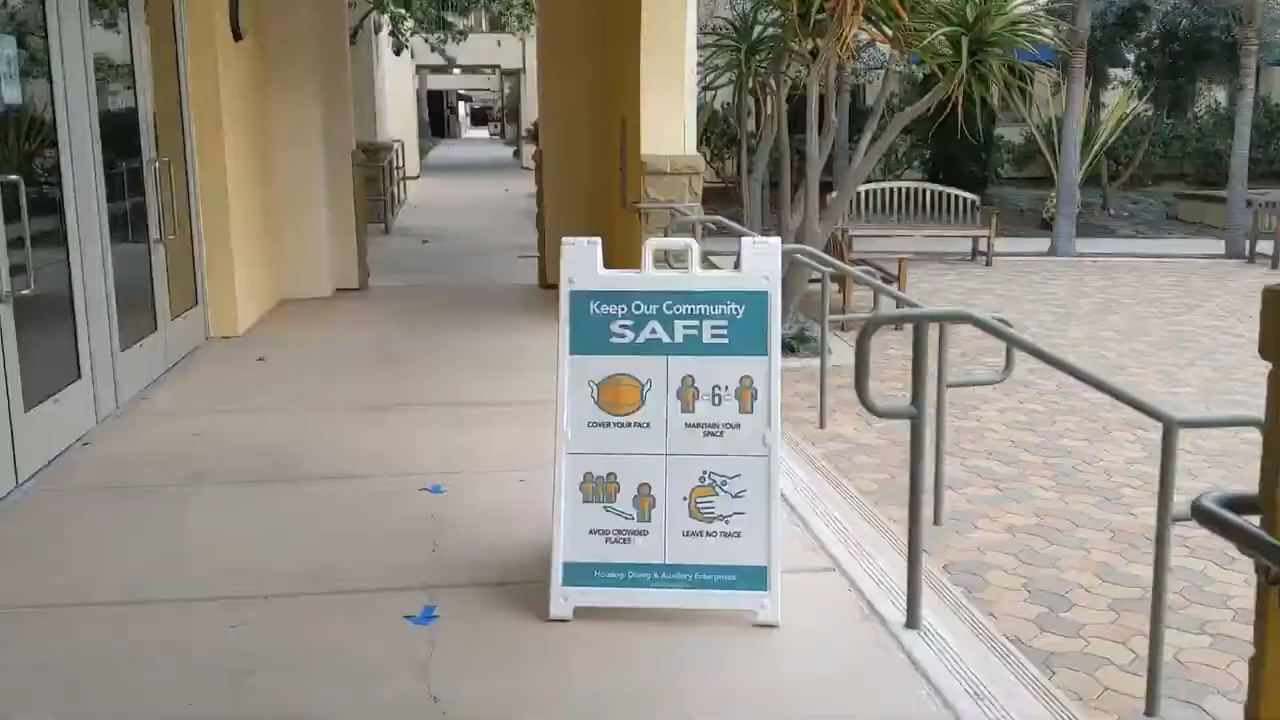 Keep Our Community
SAFE
COVER YOUR FACE
-6'-
MAINTAIN YOUR
SPACE
AVOID CROWDED
PLACES
LEAVE NO TRACE
Housing, Dining & Auxiliary Enterprises